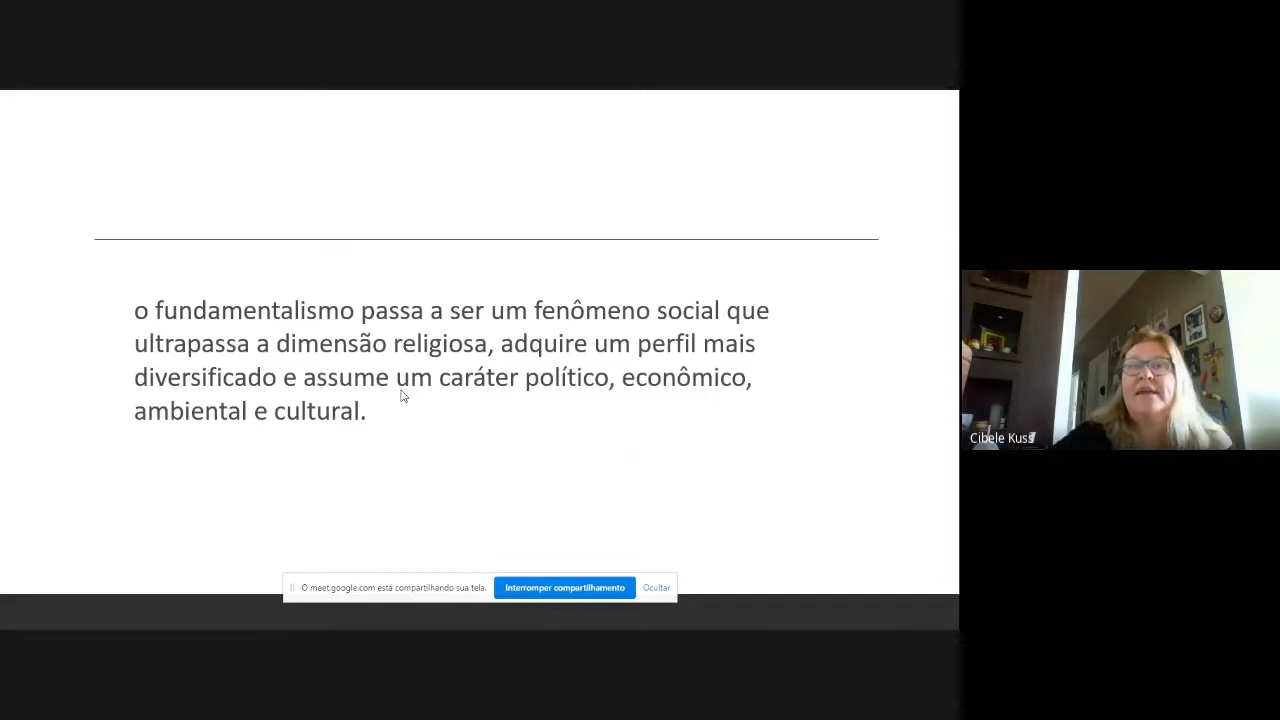 o fundamentalismo passa a ser um fenômeno social que
ultrapassa a dimensão religiosa, adquire um perfil mais
diversificado e assume um caráter político, econômico,
ambiental e cultural.
Cibele Kuss
O meet.google.com está compartilhando sua tela.
Interromper compartilhamento
Ocultar